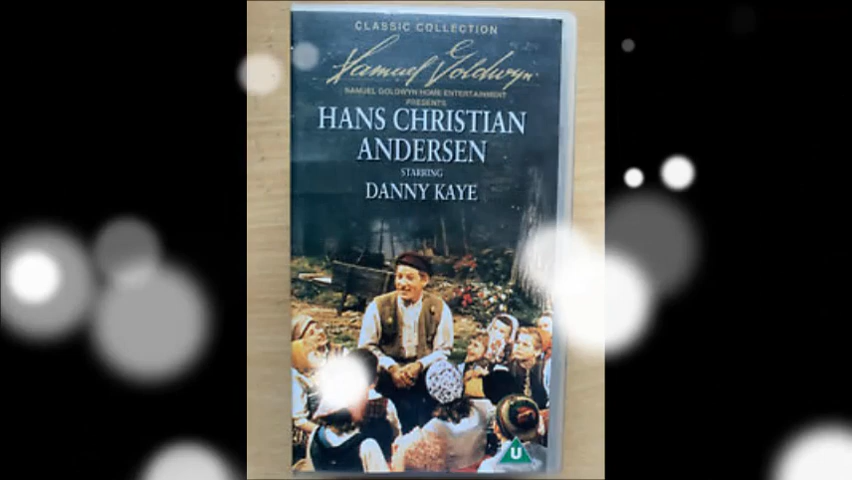 CLASSIC COLLECTION
Samuel Goldwyn
SAMUEL GOLDWYN HOME ENTERTAINMENT
PRESENTS
HANS CHRISTIAN
ANDERSEN
STARRING
DANNY KAYE
U